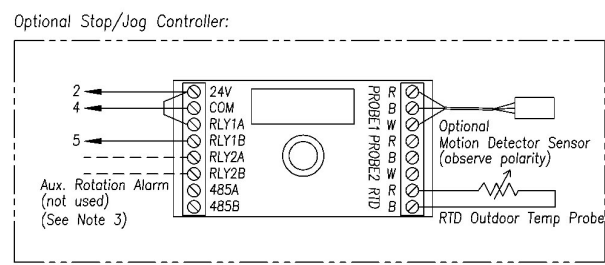 Optional Stop/Jog Controller:
2 24V
4 COM
RLY1A
5 RLY1B
RLY2A
RLY2B
485A
485B
Aux. Rotation Alarm
(not used)
(See Note 3)
PROBE1 PROBE2 RTD
R
B
W
R
B
W
R
B
Optional
Motion Detector Sensor
(observe polarity)
RTD Outdoor Temp Probe